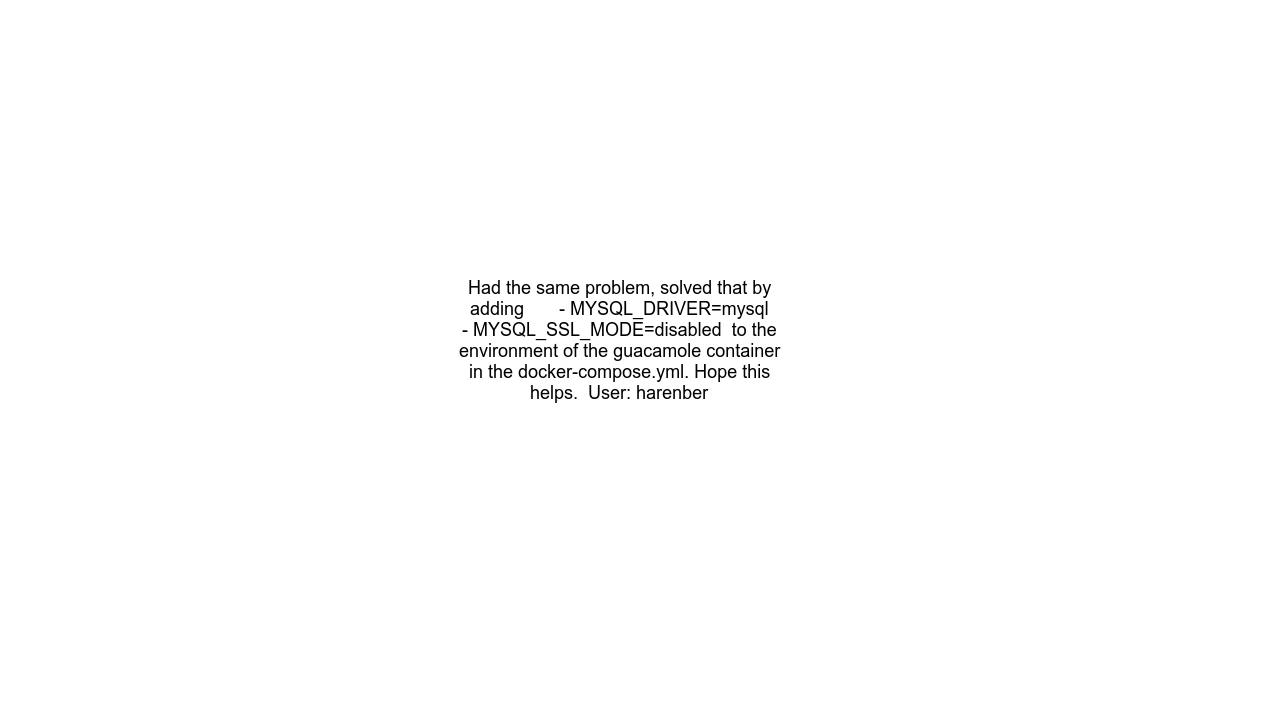 Had the same problem, solved that by
adding       - MYSQL_DRIVER=mysql
- MYSQL_SSL_MODE=disabled  to the
environment of the guacamole container
in the docker-compose.yml. Hope this
helps.  User: harenber